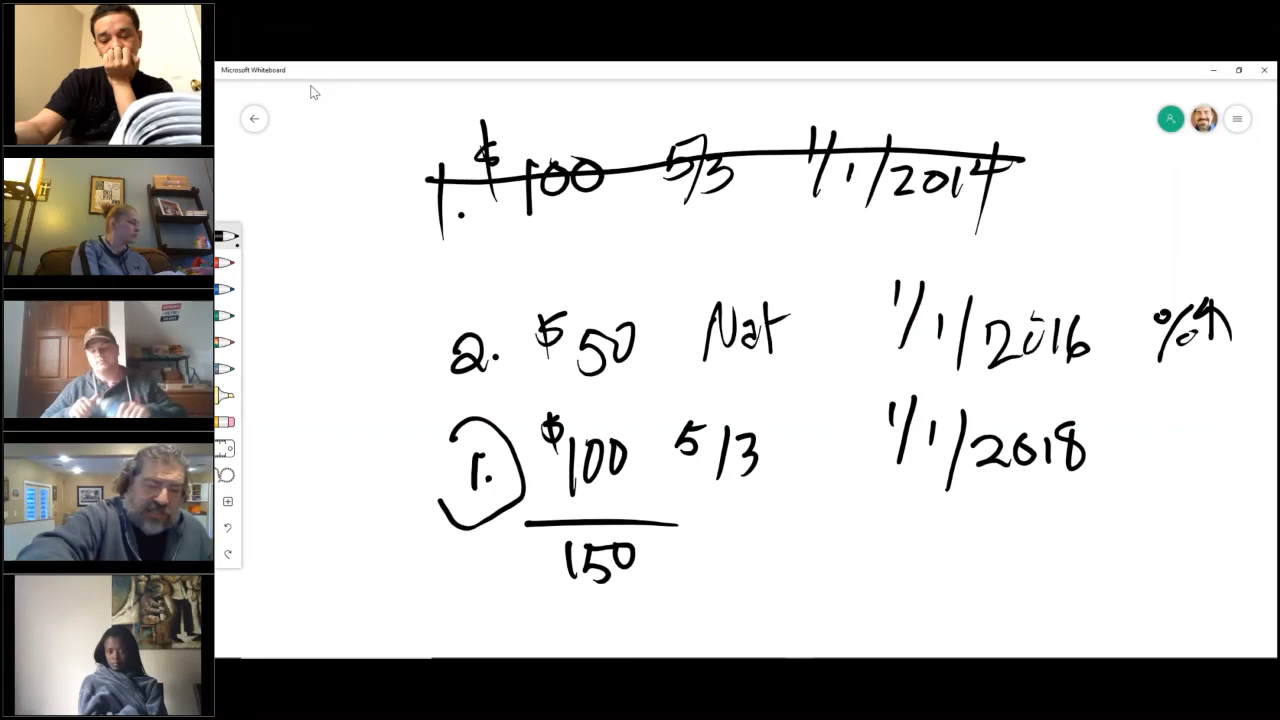 Microsoft Whiteboard
1. $ 100 5/3 1/1/2014
2. $50 Nat 1/1/2016 %
1. $100 5/3 1/1/2018
150